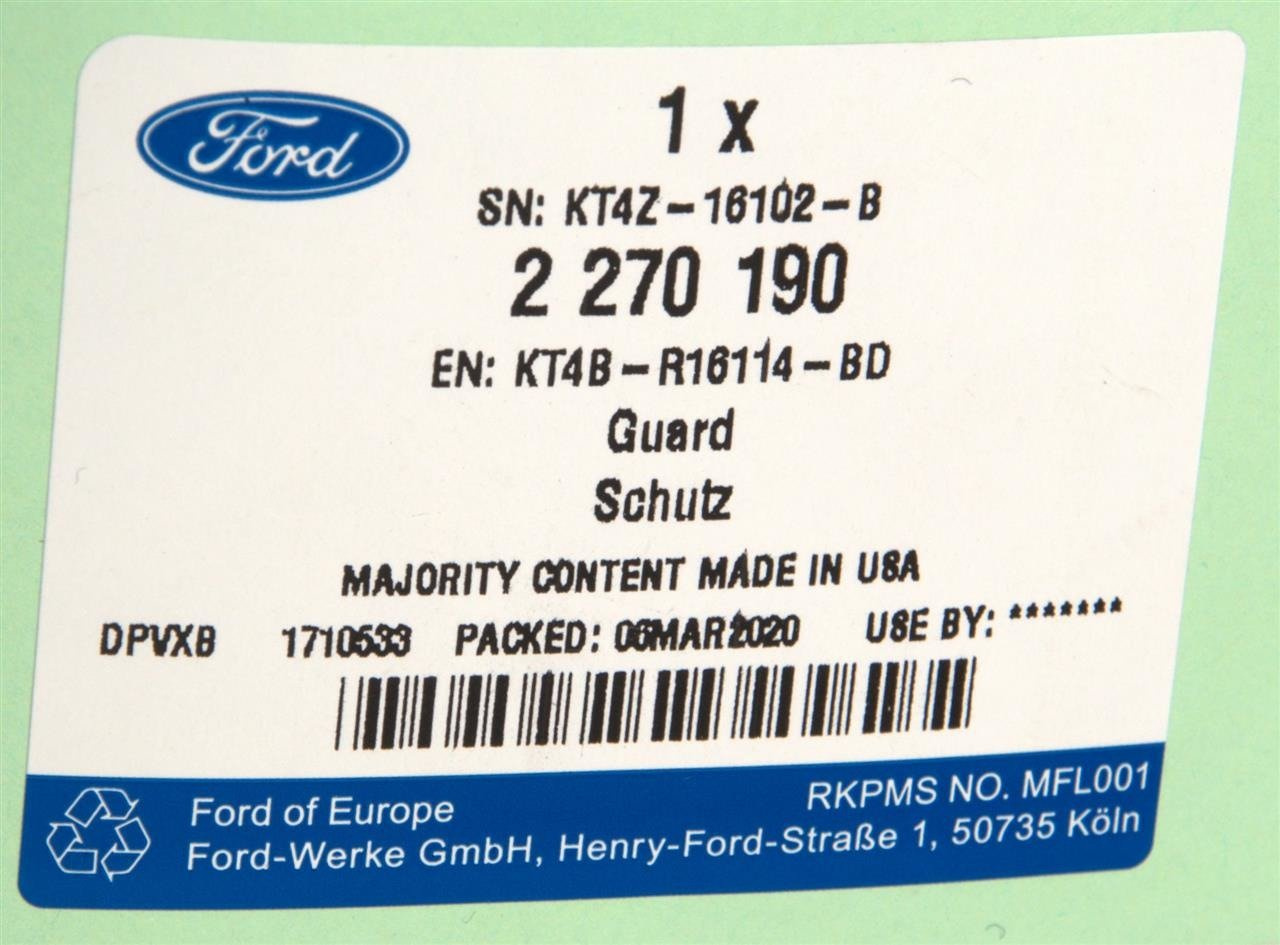 Ford
1 x
SN: KT4Z-16102-B
2 270 190
EN: KT4B-R16114-BD
Guard
Schutz
MAJORITY CONTENT MADE IN USA
DPVXB 1710533 PACKED: 06MAR2020 USE BY: *******
RKPMS NO. MFL001
Ford of Europe
Ford-Werke GmbH, Henry-Ford-Straße 1, 50735 Köln